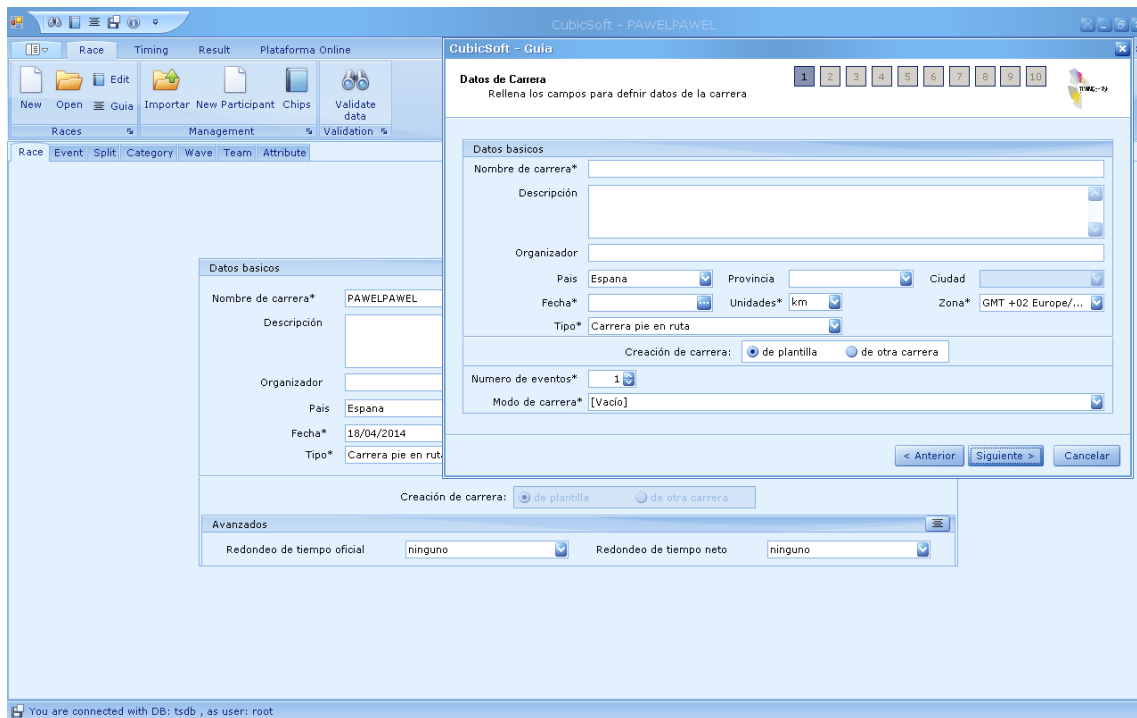 CubicSoft - PAWELPAWEL
Race Timing Result Plataforma Online
New Open Edit Guia Importar New Participant Chips Validate data
Races Management Validation
Race Event Split Category Wave Team Attribute
Datos basicos
Nombre de carrera* PAWELPAWEL
Descripción
Organizador
Pais Espana
Fecha* 18/04/2014
Tipo* Carrera pie en ruta
Creación de carrera: de plantilla de otra carrera
Avanzados
Redondeo de tiempo oficial ninguno Redondeo de tiempo neto ninguno
CubicSoft - Guia
Datos de Carrera
Rellena los campos para defnir datos de la carrera
1 2 3 4 5 6 7 8 9 10
Datos basicos
Nombre de carrera*
Descripción
Organizador
Pais Espana Provincia Ciudad
Fecha* Unidades* km Zona* GMT +02 Europe/...
Tipo* Carrera pie en ruta
Creación de carrera: de plantilla de otra carrera
Numero de eventos* 1
Modo de carrera* [Vacío]
< Anterior Siguiente > Cancelar
You are connected with DB: tsdb , as user: root